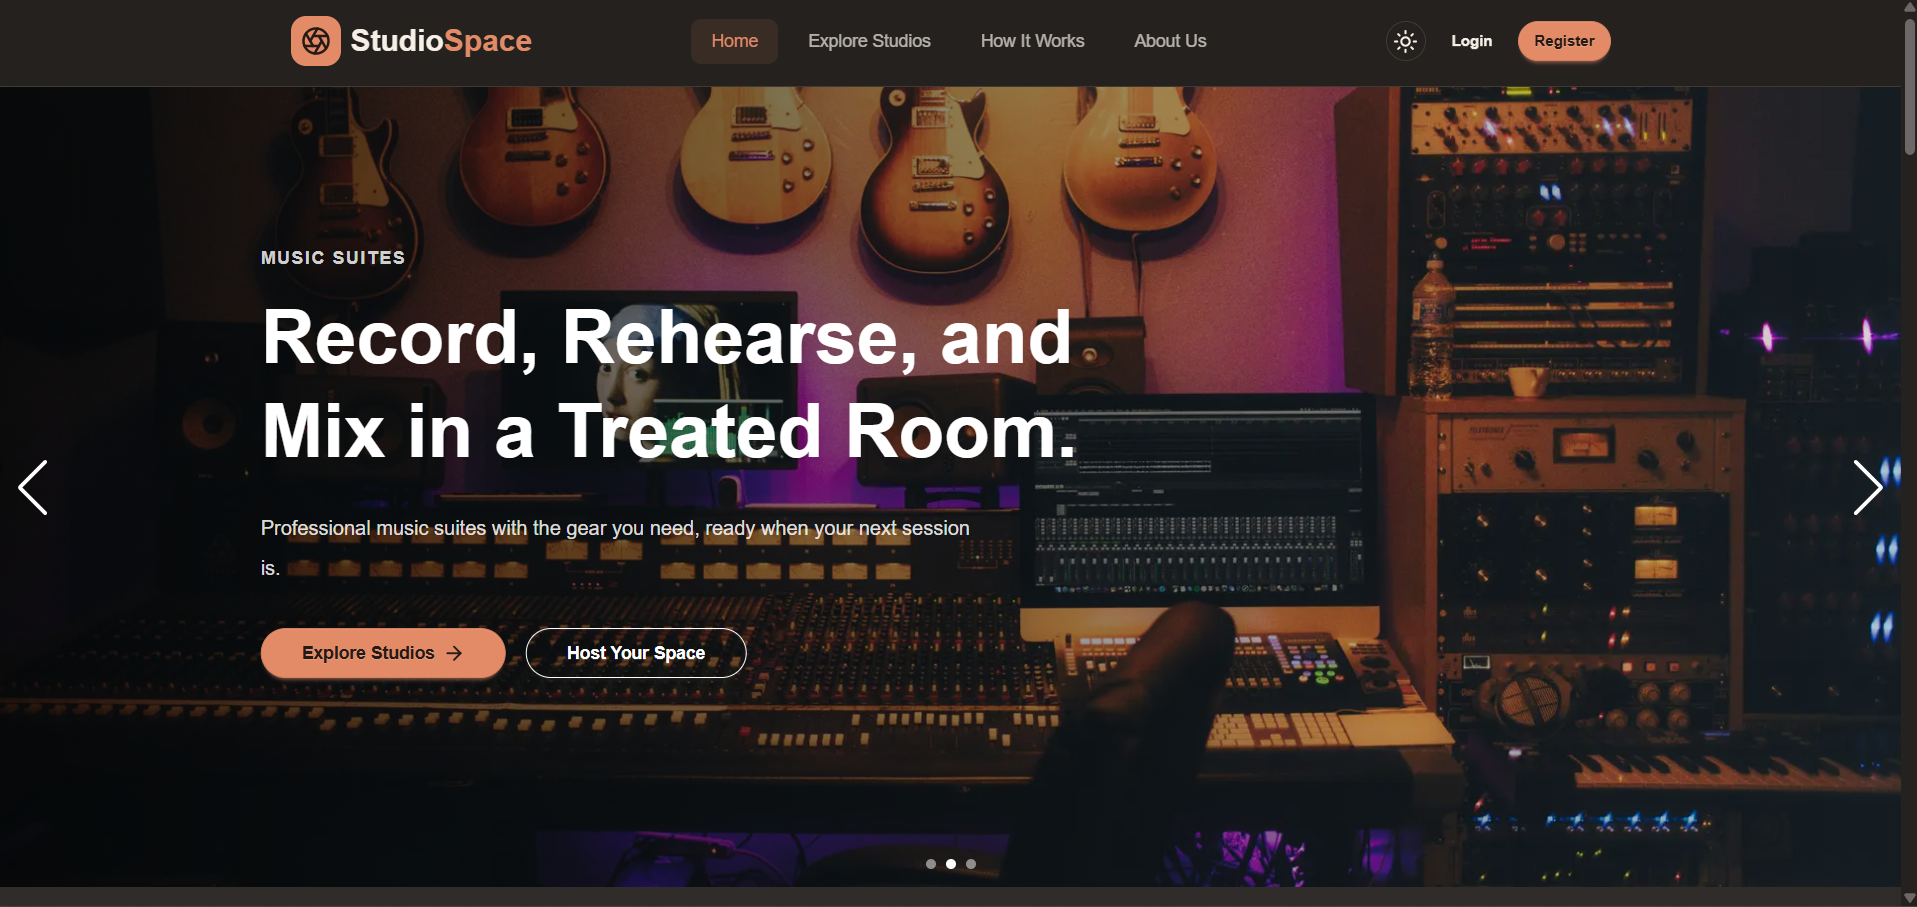 StudioSpace
Home
Explore Studios
How It Works
About Us
Login
Register
MUSIC SUITES
Record, Rehearse, and
Mix in a Treated Room.
Professional music suites with the gear you need, ready when your next session
is.
Explore Studios
Host Your Space